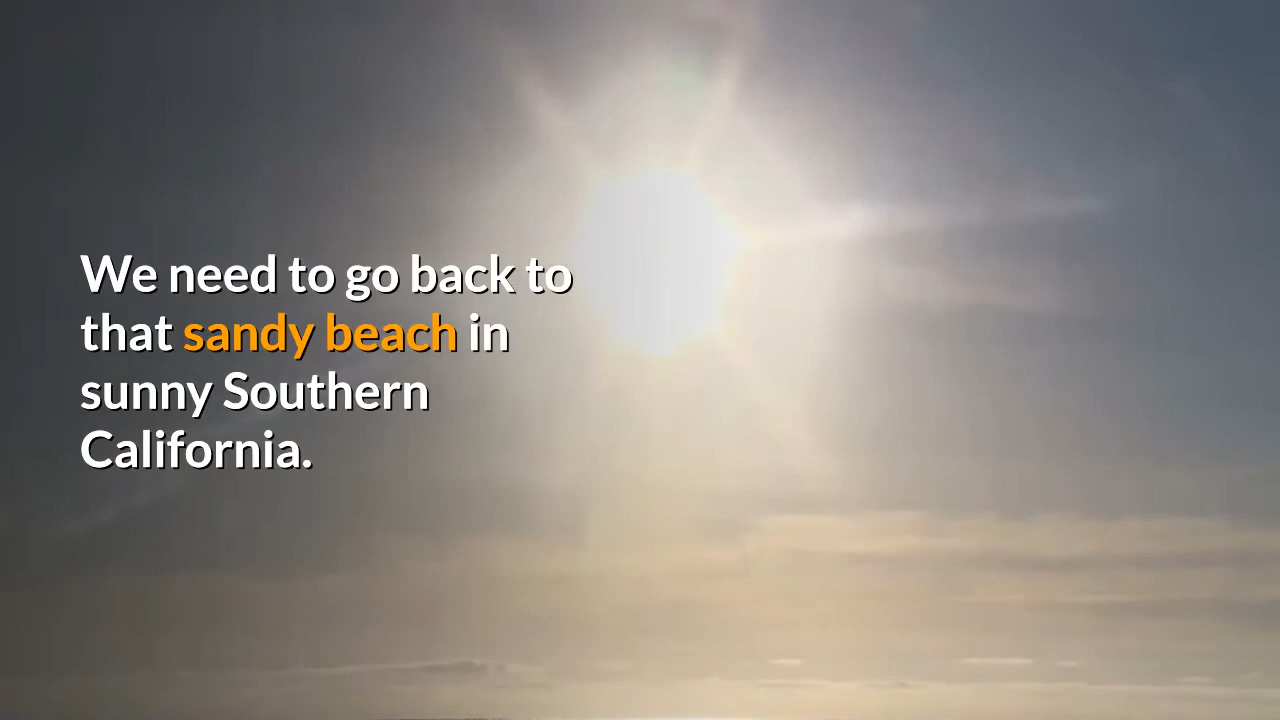 We need to go back to
that sandy beach in
sunny Southern
California.